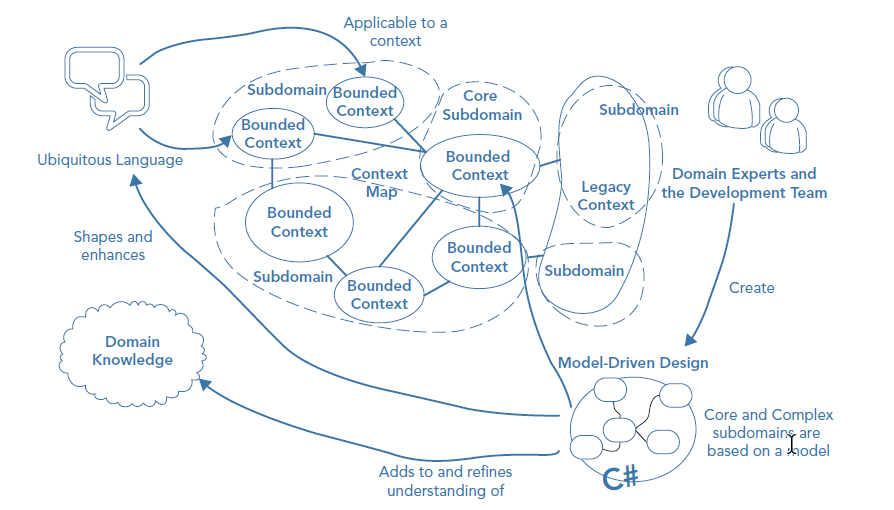 Applicable to a
context
Subdomain
Bounded
Context
Core
Subdomain
Subdomain
Bounded
Context
Bounded
Context
Ubiquitous Language
Context
Map
Legacy
Context
Domain Experts and
the Development Team
Bounded
Context
Shapes and
enhances
Bounded
Context
Subdomain
Subdomain
Bounded
Context
Create
Domain
Knowledge
Model-Driven Design
Core and Complex
subdomains are
based on a model
C#
Adds to and refines
understanding of